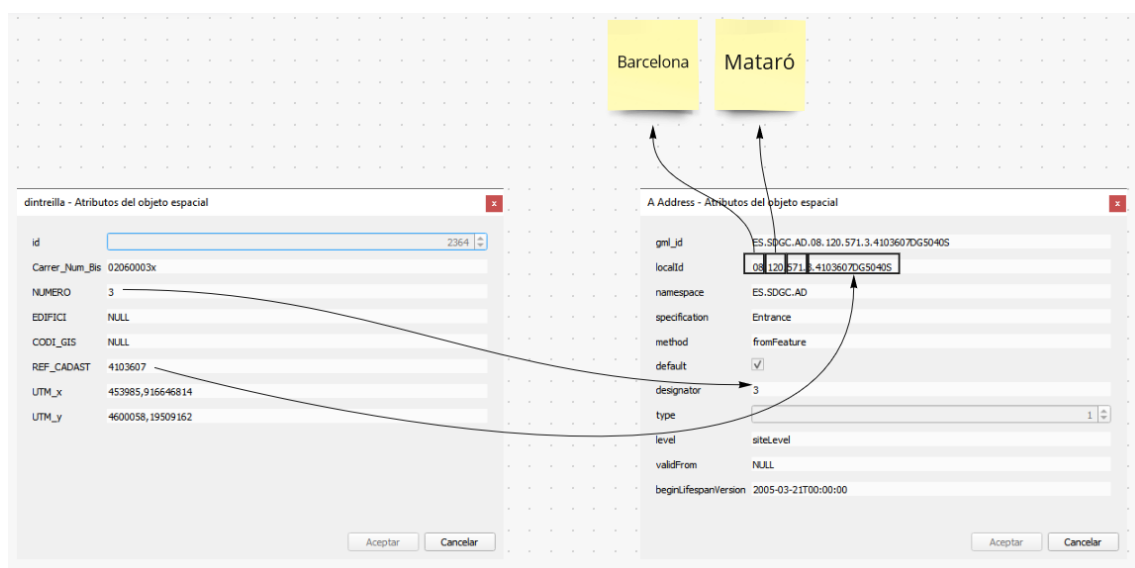 Barcelona
Mataró
dintreilla - Atributos del objeto espacial
x
id 2364
Carrer_Num_Bis 02060003x
NUMERO 3
EDIFICI NULL
CODI_GIS NULL
REF_CADAST 4103607
UTM_x 453985,916646814
UTM_y 4600058,19509162
Aceptar Cancelar
A Address - Atributos del objeto espacial
x
gml_id ES.SDGC.AD.08.120.571.3.4103607DG5040S
localId 08.120.571.3.4103607DG5040S
namespace ES.SDGC.AD
specification Entrance
method fromFeature
default
designator 3
type 1
level siteLevel
validFrom NULL
beginLifespanVersion 2005-03-21T00:00:00
Aceptar Cancelar